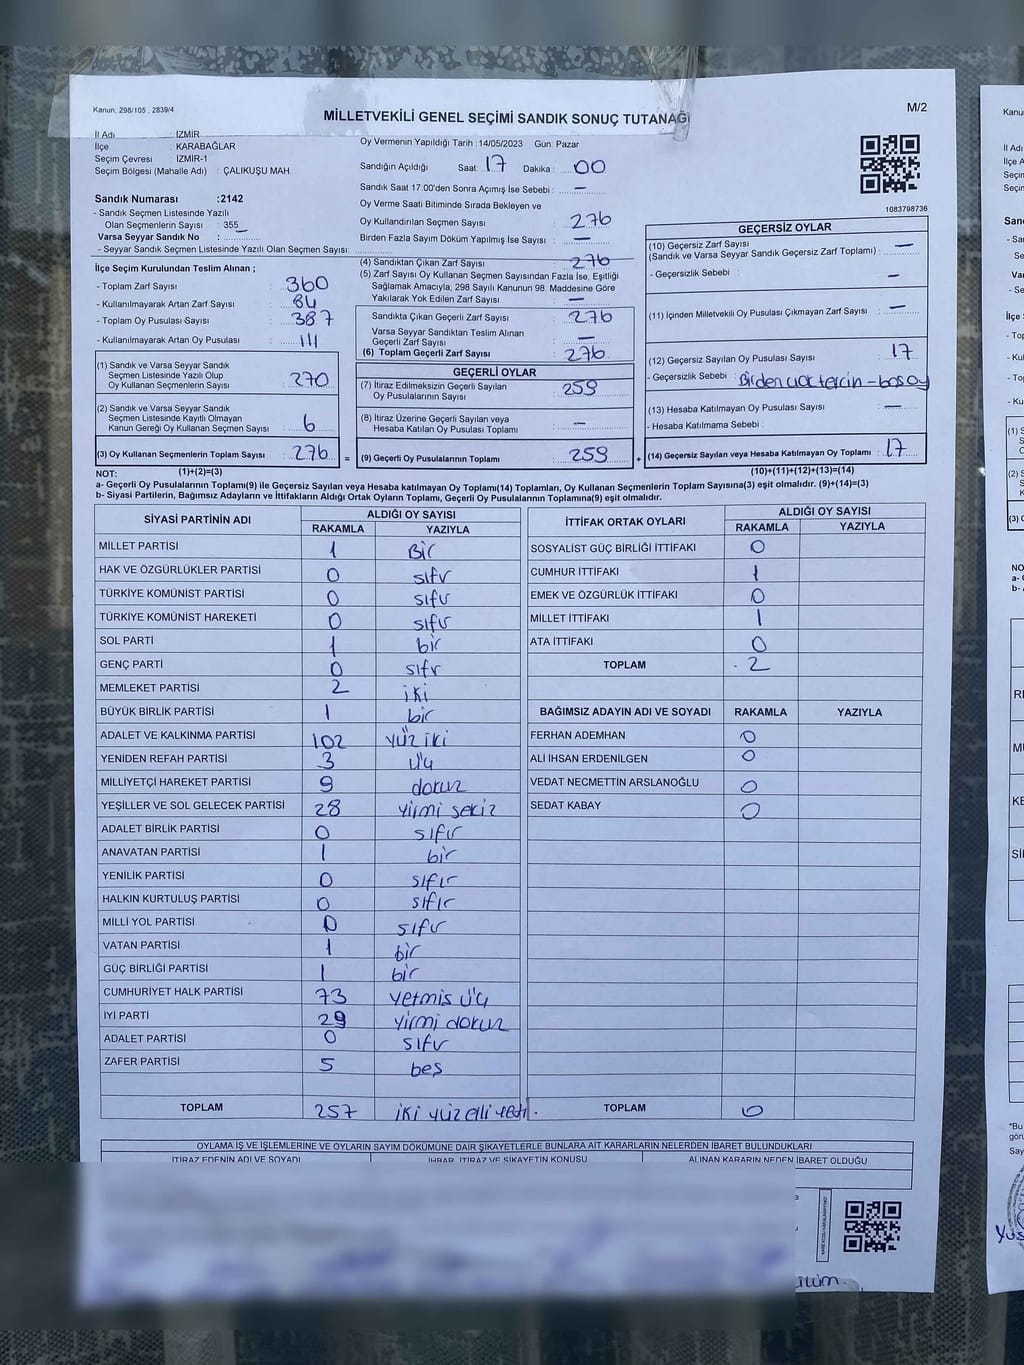 Kanun: 298/105 , 2839/4
M/2
MİLLETVEKİLİ GENEL SEÇİMİ SANDIK SONUÇ TUTANAĞI
İl Adı : İZMİR
İlçe : KARABAĞLAR
Seçim Çevresi : İZMİR-1
Seçim Bölgesi (Mahalle Adı) : ÇALIKUŞU MAH.
Sandık Numarası :2142
- Sandık Seçmen Listesinde Yazılı
Olan Seçmenlerin Sayısı : 355
Varsa Seyyar Sandık No :
- Seyyar Sandık Seçmen Listesinde Yazılı Olan Seçmen Sayısı:
Oy Vermenin Yapıldığı Tarih :14/05/2023 Gün: Pazar
Sandığın Açıldığı Saat: 17 Dakika: 00
Sandık Saat 17:00'den Sonra Açımış İse Sebebi : —
Oy Verme Saati Bitiminde Sırada Bekleyen ve
Oy Kullandırılan Seçmen Sayısı : 276
Birden Fazla Sayım Döküm Yapılmış İse Sayısı : —
1083798736
İlçe Seçim Kurulundan Teslim Alınan ;
- Toplam Zarf Sayısı : 360
- Kullanılmayarak Artan Zarf Sayısı : 84
- Toplam Oy Pusulası Sayısı : 387
- Kullanılmayarak Artan Oy Pusulası : 111
(1) Sandık ve Varsa Seyyar Sandık
Seçmen Listesinde Yazılı Olup
Oy Kullanan Seçmenlerin Sayısı : 270
(2) Sandık ve Varsa Seyyar Sandık
Seçmen Listesinde Kayıtlı Olmayan
Kanun Gereği Oy Kullanan Seçmen Sayısı : 6
(3) Oy Kullanan Seçmenlerin Toplam Sayısı : 276
(4) Sandıktan Çıkan Zarf Sayısı : 276
(5) Zarf Sayısı Oy Kullanan Seçmen Sayısından Fazla İse, Eşitliği
Sağlamak Amacıyla; 298 Sayılı Kanunun 98. Maddesine Göre
Yakılarak Yok Edilen Zarf Sayısı : —
Sandıkta Çıkan Geçerli Zarf Sayısı : 276
Varsa Seyyar Sandıktan Teslim Alınan
Geçerli Zarf Sayısı : —
(6) Toplam Geçerli Zarf Sayısı : 276
GEÇERLİ OYLAR
(7) İtiraz Edilmeksizin Geçerli Sayılan
Oy Pusulalarının Sayısı : 259
(8) İtiraz Üzerine Geçerli Sayılan veya
Hesaba Katılan Oy Pusulası Toplamı : —
= (9) Geçerli Oy Pusulalarının Toplamı : 259 +
GEÇERSİZ OYLAR
(10) Geçersiz Zarf Sayısı
(Sandık ve Varsa Seyyar Sandık Geçersiz Zarf Toplamı) : —
- Geçersizlik Sebebi : —
(11) İçinden Milletvekili Oy Pusulası Çıkmayan Zarf Sayısı : —
(12) Geçersiz Sayılan Oy Pusulası Sayısı : 17
- Geçersizlik Sebebi : Birden çok tercin - boş oy
(13) Hesaba Katılmayan Oy Pusulası Sayısı : —
- Hesaba Katılmama Sebebi :
(14) Geçersiz Sayılan veya Hesaba Katılmayan Oy Toplamı : 17
NOT: (1)+(2)=(3) (10)+(11)+(12)+(13)=(14)
a- Geçerli Oy Pusulalarının Toplamı(9) ile Geçersiz Sayılan veya Hesaba katılmayan Oy Toplamı(14) Toplamları, Oy Kullanan Seçmenlerin Toplam Sayısına(3) eşit olmalıdır. (9)+(14)=(3)
b- Siyasi Partilerin, Bağımsız Adayların ve İttifakların Aldığı Ortak Oyların Toplamı, Geçerli Oy Pusulalarının Toplamına(9) eşit olmalıdır.
SİYASİ PARTİNİN ADI ALDIĞI OY SAYISI
RAKAMLA YAZIYLA
MİLLET PARTİSİ 1 Bir
HAK VE ÖZGÜRLÜKLER PARTİSİ 0 sıfır
TÜRKİYE KOMÜNİST PARTİSİ 0 sıfır
TÜRKİYE KOMÜNİST HAREKETİ 0 sıfır
SOL PARTİ 1 bir
GENÇ PARTİ 0 sıfır
MEMLEKET PARTİSİ 2 iki
BÜYÜK BİRLİK PARTİSİ 1 bir
ADALET VE KALKINMA PARTİSİ 102 yüz iki
YENİDEN REFAH PARTİSİ 3 üç
MİLLİYETÇİ HAREKET PARTİSİ 9 dokuz
YEŞİLLER VE SOL GELECEK PARTİSİ 28 yirmi sekiz
ADALET BİRLİK PARTİSİ 0 sıfır
ANAVATAN PARTİSİ 1 bir
YENİLİK PARTİSİ 0 sıfır
HALKIN KURTULUŞ PARTİSİ 0 sıfır
MİLLİ YOL PARTİSİ 0 sıfır
VATAN PARTİSİ 1 bir
GÜÇ BİRLİĞİ PARTİSİ 1 bir
CUMHURİYET HALK PARTİSİ 73 yetmiş üç
İYİ PARTİ 29 yirmi dokuz
ADALET PARTİSİ 0 sıfır
ZAFER PARTİSİ 5 beş
TOPLAM 257 iki yüz elli yedi.
İTTİFAK ORTAK OYLARI ALDIĞI OY SAYISI
RAKAMLA YAZIYLA
SOSYALİST GÜÇ BİRLİĞİ İTTİFAKI 0
CUMHUR İTTİFAKI 1
EMEK VE ÖZGÜRLÜK İTTİFAKI 0
MİLLET İTTİFAKI 1
ATA İTTİFAKI 0
TOPLAM 2
BAĞIMSIZ ADAYIN ADI VE SOYADI RAKAMLA YAZIYLA
FERHAN ADEMHAN 0
ALİ İHSAN ERDENİLGEN 0
VEDAT NECMETTİN ARSLANOĞLU 0
SEDAT KABAY 0
TOPLAM 0
OYLAMA İŞ VE İŞLEMLERİNE VE OYLARIN SAYIM DÖKÜMÜNE DAİR ŞİKAYETLERLE BUNLARA AİT KARARLARIN NELERDEN İBARET BULUNDUKLARI
İTİRAZ EDENİN ADI VE SOYADI İHBAR, İTİRAZ VE ŞİKAYETİN KONUSU ALINAN KARARIN NEDEN İBARET OLDUĞU